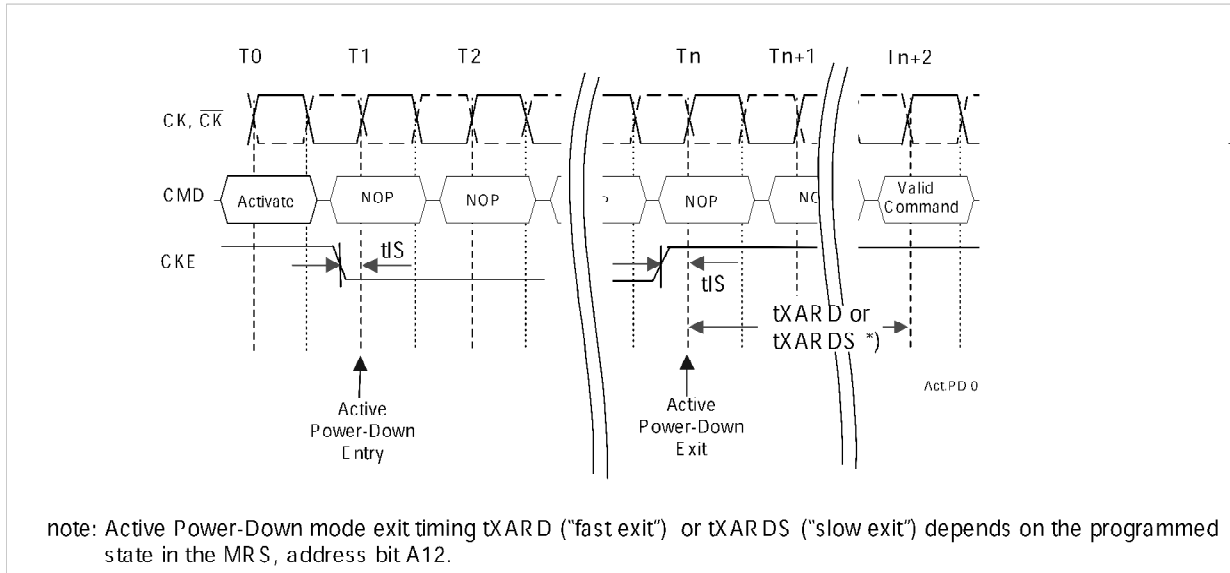 T0 T1 T2 Tn Tn+1 Tn+2
CK, CK
CMD Activate NOP NOP NOP Valid Command
CKE
tIS
tIS
tXARD or
tXARDS *)
Act.PD 0
Active
Power-Down
Entry
Active
Power-Down
Exit
note: Active Power-Down mode exit timing tXARD ("fast exit") or tXARDS ("slow exit") depends on the programmed
state in the MRS, address bit A12.